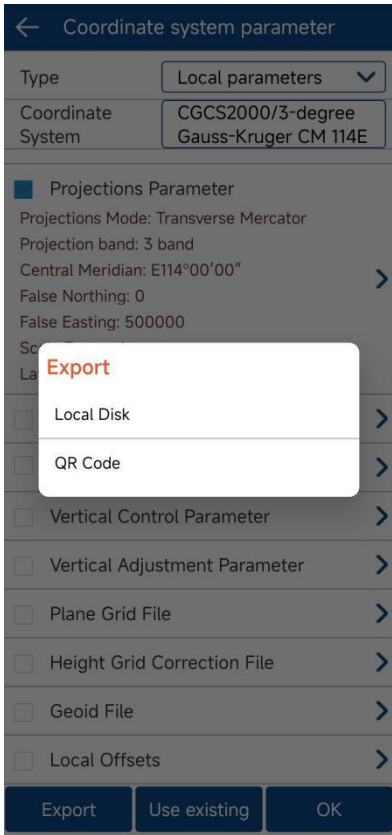 Coordinate system parameter
Type
Local parameters
Coordinate
System
CGCS2000/3-degree
Gauss-Kruger CM 114E
Projections Parameter
Projections Mode: Transverse Mercator
Projection band: 3 band
Central Meridian: E114°00′00″
False Northing: 0
False Easting: 500000
Export
Local Disk
QR Code
Vertical Control Parameter
Vertical Adjustment Parameter
Plane Grid File
Height Grid Correction File
Geoid File
Local Offsets
Export
Use existing
OK